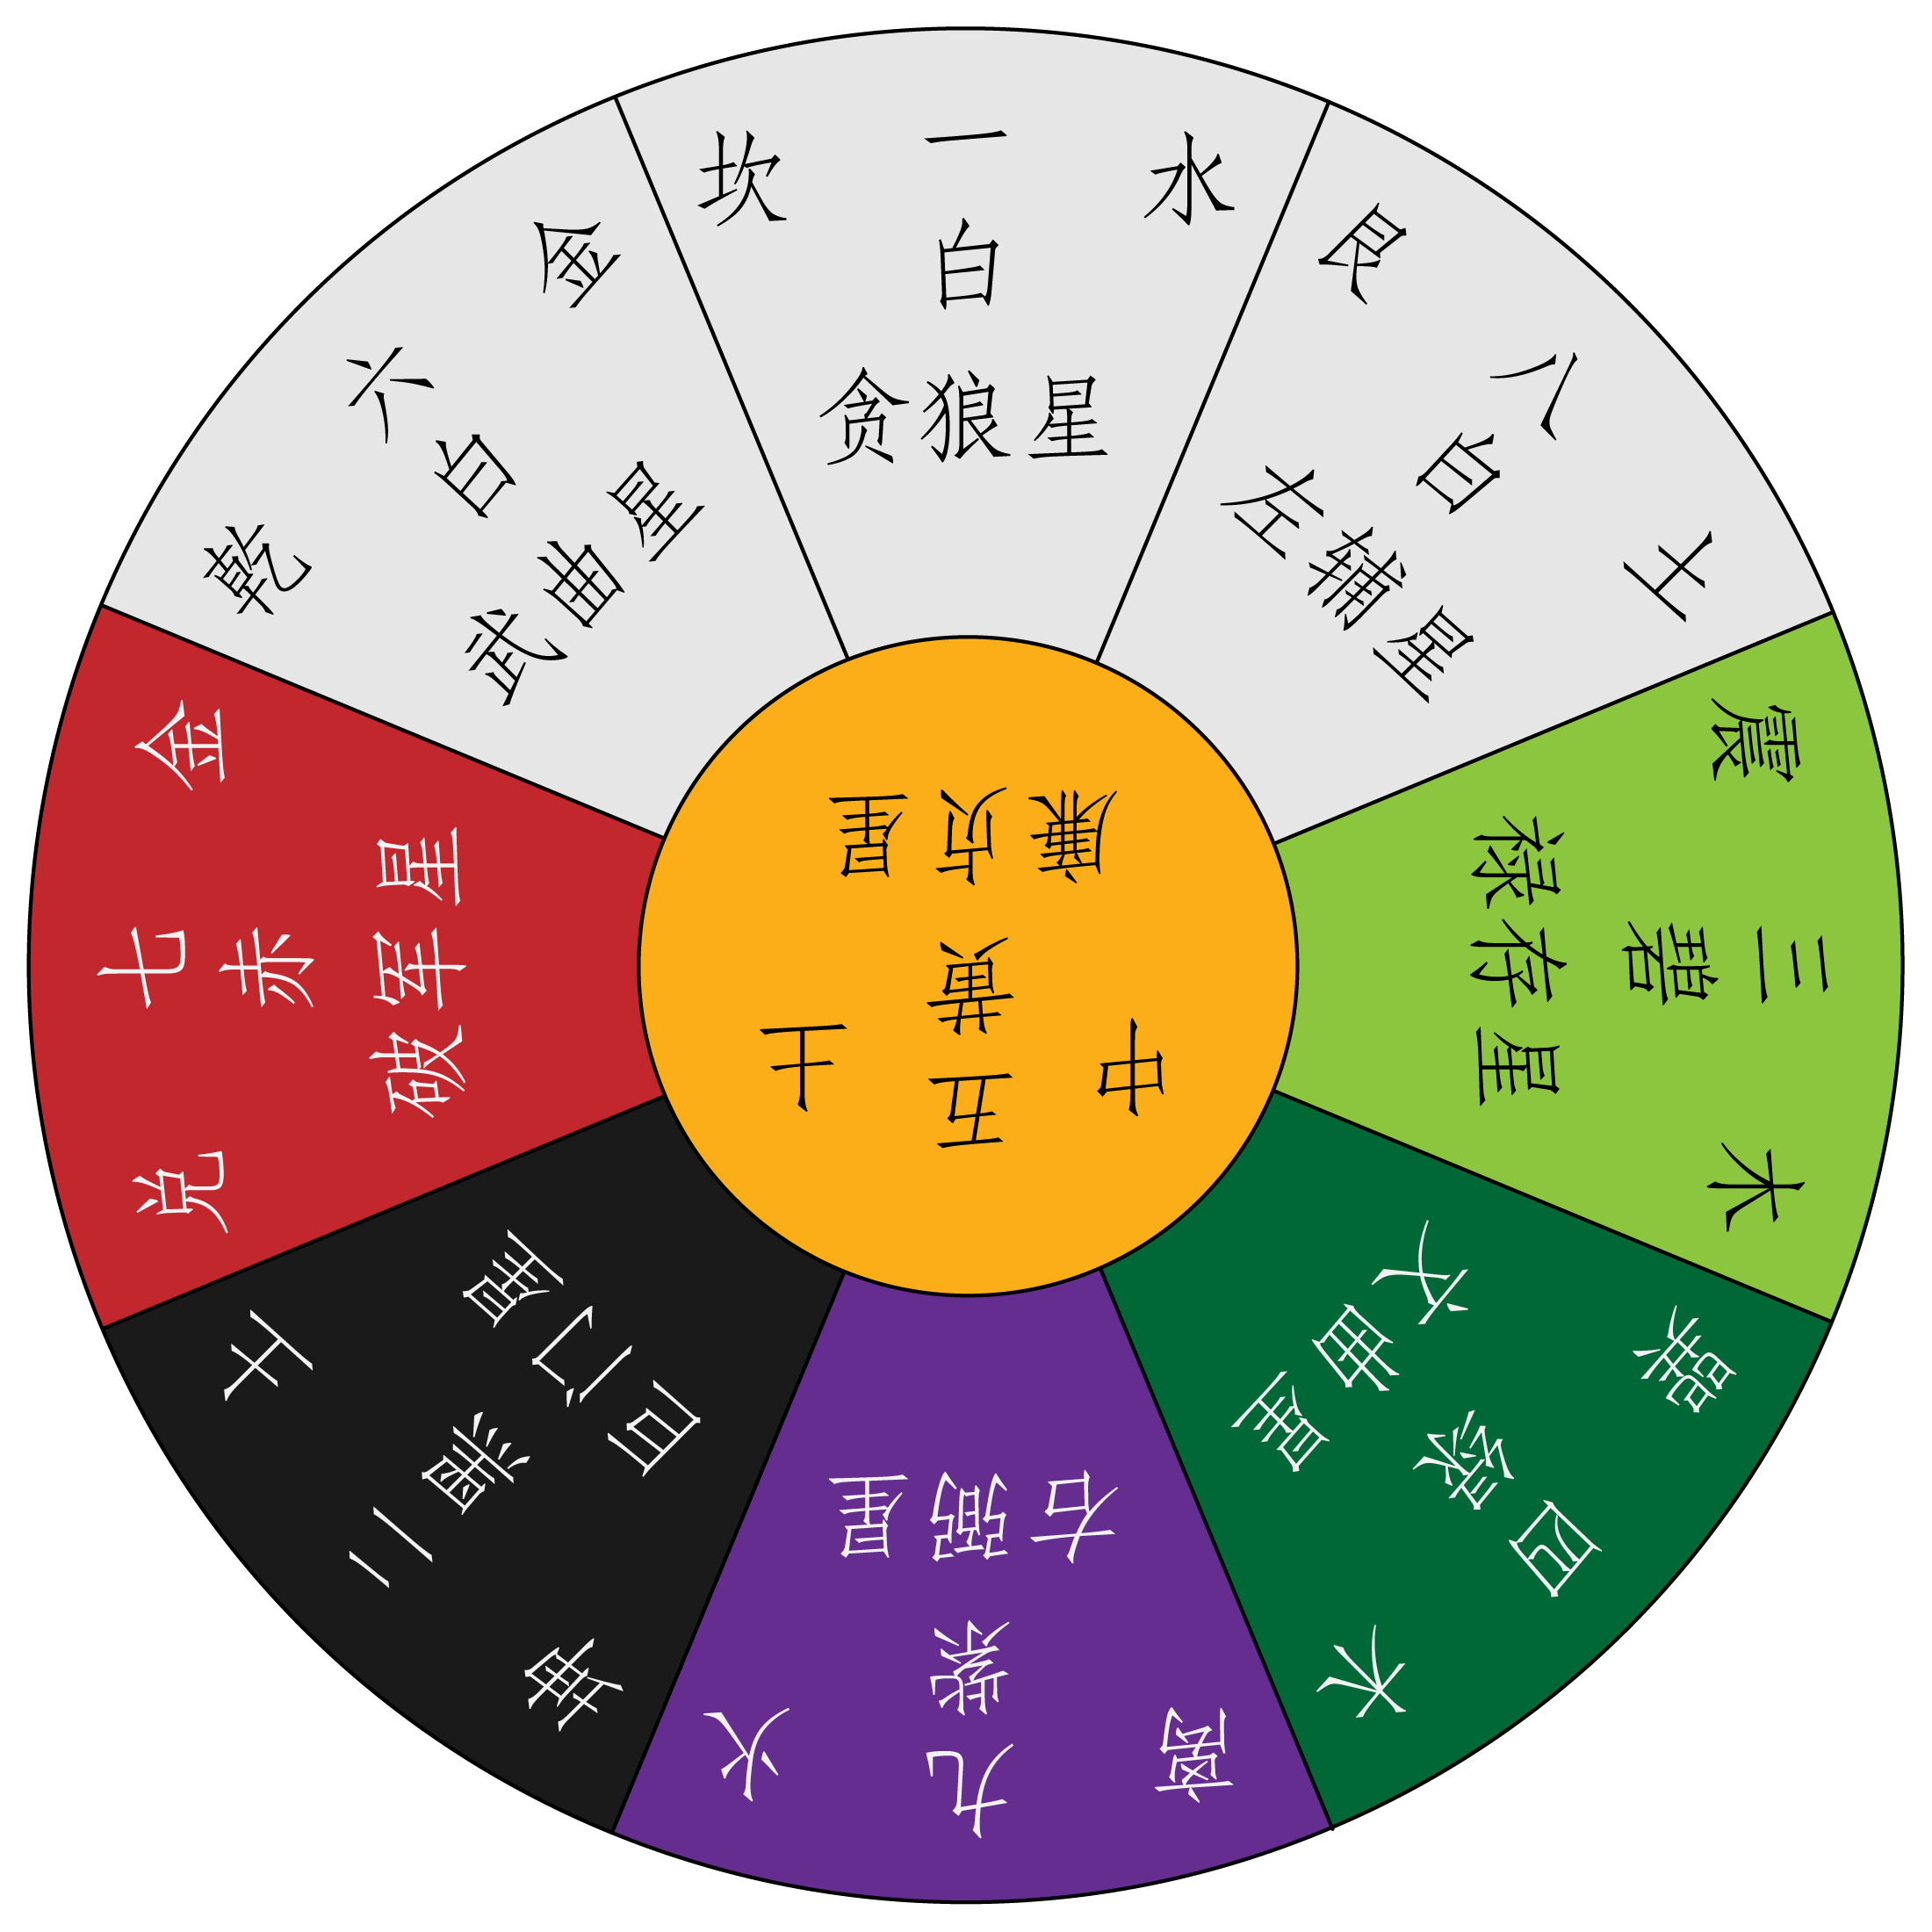 坎 一 水
白
贪狼星
艮 八 土
白
左辅星
震 三 木
碧
禄存星
巽 四 木
绿
文曲星
离 九 火
紫
右弼星
坤 二 土
黑
巨门星
兑 七 金
赤
破军星
乾 六 金
白
武曲星
中 五 土
黄
廉贞星